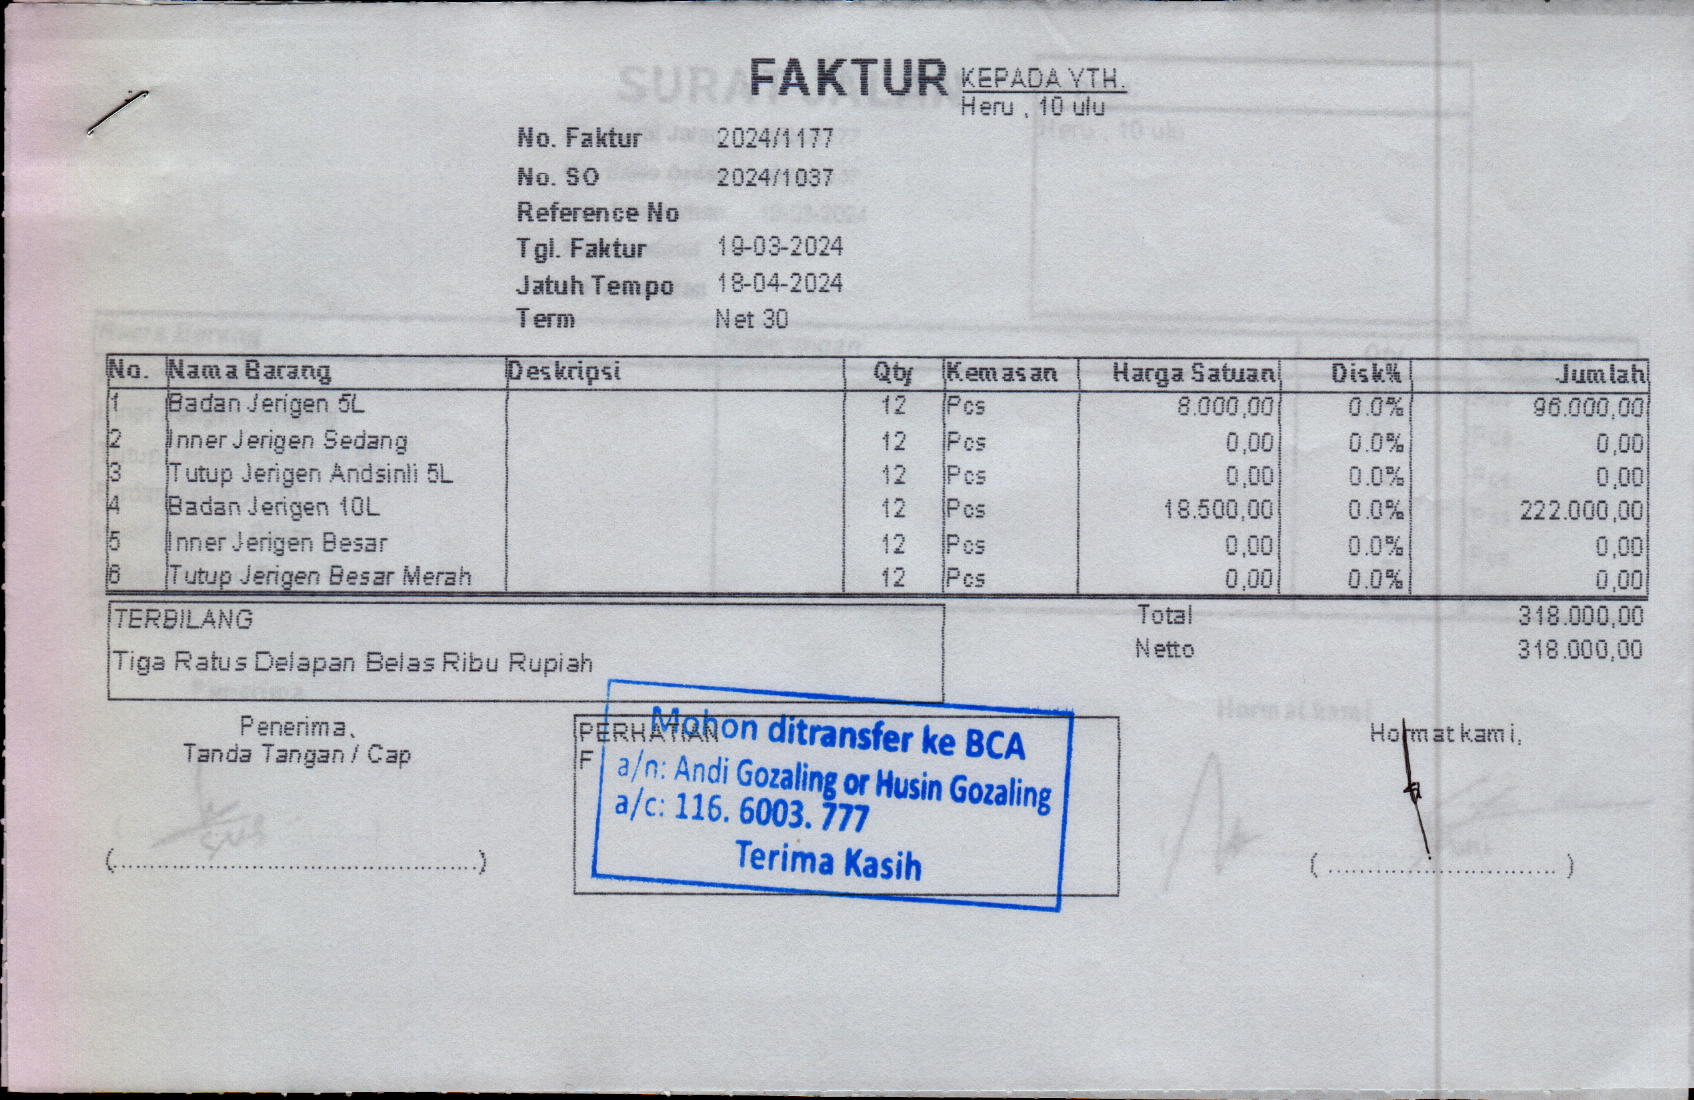 FAKTUR
KEPADA YTH.
Heru , 10 ulu
No. Faktur 2024/1177
No. SO 2024/1037
Reference No
Tgl. Faktur 19-03-2024
Jatuh Tempo 18-04-2024
Term Net 30
No. Nama Barang Deskripsi Qty Kemasan Harga Satuan Disk% Jumlah
1 Badan Jerigen 5L 12 Pcs 8.000,00 0.0% 96.000,00
2 Inner Jerigen Sedang 12 Pcs 0,00 0.0% 0,00
3 Tutup Jerigen Andsinli 5L 12 Pcs 0,00 0.0% 0,00
4 Badan Jerigen 10L 12 Pcs 18.500,00 0.0% 222.000,00
5 Inner Jerigen Besar 12 Pcs 0,00 0.0% 0,00
6 Tutup Jerigen Besar Merah 12 Pcs 0,00 0.0% 0,00
TERBILANG
Tiga Ratus Delapan Belas Ribu Rupiah
Total 318.000,00
Netto 318.000,00
Penerima,
Tanda Tangan / Cap
(.................................................)
PERHATIAN
F
Mohon ditransfer ke BCA
a/n: Andi Gozaling or Husin Gozaling
a/c: 116. 6003. 777
Terima Kasih
Hormat kami,
( ............................... )